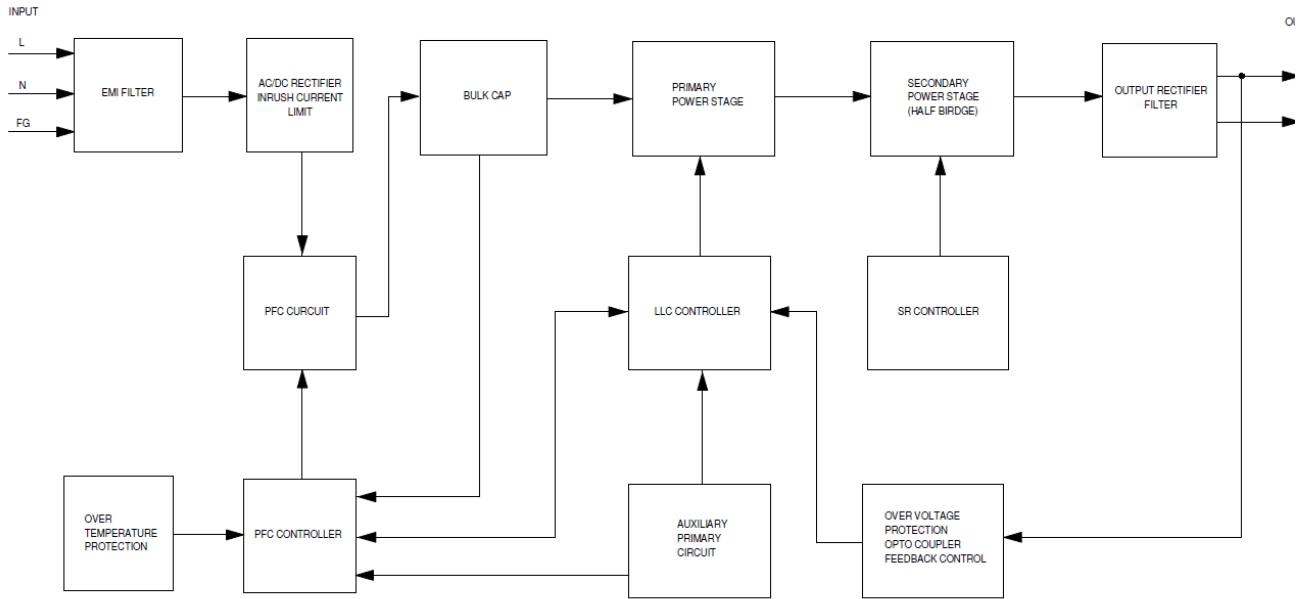 INPUT
OU
L
N
FG
EMI FILTER
AC/DC RECTIFIER
INRUSH CURRENT
LIMIT
BULK CAP
PRIMARY
POWER STAGE
SECONDARY
POWER STAGE
(HALF BIRDGE)
OUTPUT RECTIFIER
FILTER
PFC CURCUIT
LLC CONTROLLER
SR CONTROLLER
OVER
TEMPERATURE
PROTECTION
PFC CONTROLLER
AUXILIARY
PRIMARY
CIRCUIT
OVER VOLTAGE
PROTECTION
OPTO COUPLER
FEEDBACK CONTROL